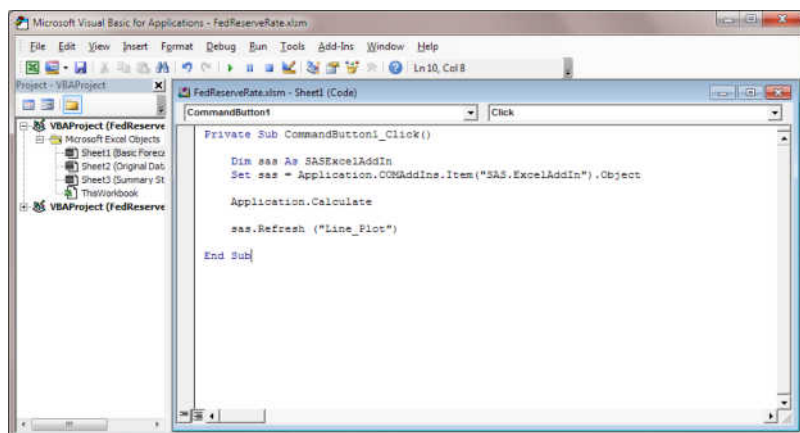 Microsoft Visual Basic for Applications - FedReserveRate.xlsm
File Edit View Insert Format Debug Run Tools Add-Ins Window Help
Ln 10, Col 8
Project - VBAProject
FedReserveRate.xlsm - Sheet1 (Code)
CommandButton1 Click
VBAProject (FedReserve
Microsoft Excel Objects
Sheet1 (Basic Foreca
Sheet2 (Original Dat
Sheet3 (Summary St
ThisWorkbook
VBAProject (FedReserve
Private Sub CommandButton1_Click()
Dim sas As SASExcelAddIn
Set sas = Application.COMAddIns.Item("SAS.ExcelAddIn").Object
Application.Calculate
sas.Refresh ("Line_Plot")
End Sub